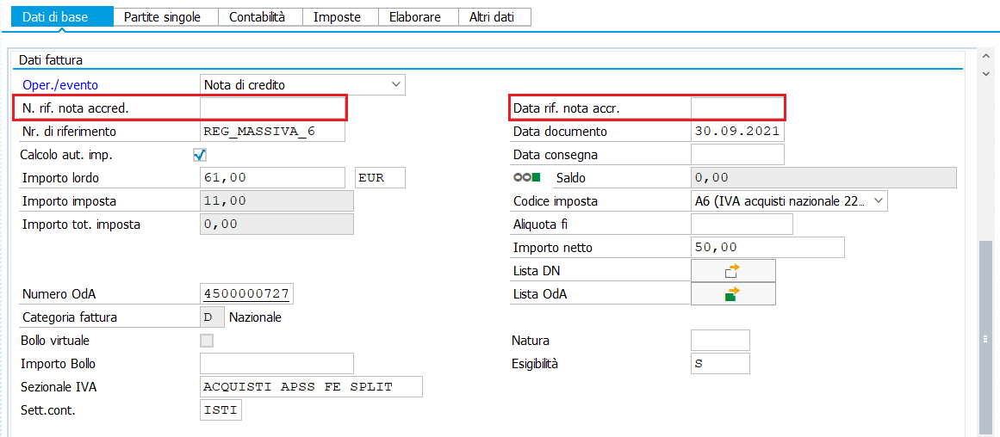 Dati di base Partite singole Contabilità Imposte Elaborare Altri dati
Dati fattura
Oper./evento Nota di credito
N. rif. nota accred. Data rif. nota accr.
Nr. di riferimento REG_MASSIVA_6 Data documento 30.09.2021
Calcolo aut. imp. Data consegna
Importo lordo 61,00 EUR Saldo 0,00
Importo imposta 11,00 Codice imposta A6 (IVA acquisti nazionale 22...
Importo tot. imposta 0,00 Aliquota fi
Importo netto 50,00
Lista DN
Numero OdA 4500000727 Lista OdA
Categoria fattura D Nazionale
Bollo virtuale Natura
Importo Bollo Esigibilità S
Sezionale IVA ACQUISTI APSS FE SPLIT
Sett.cont. ISTI